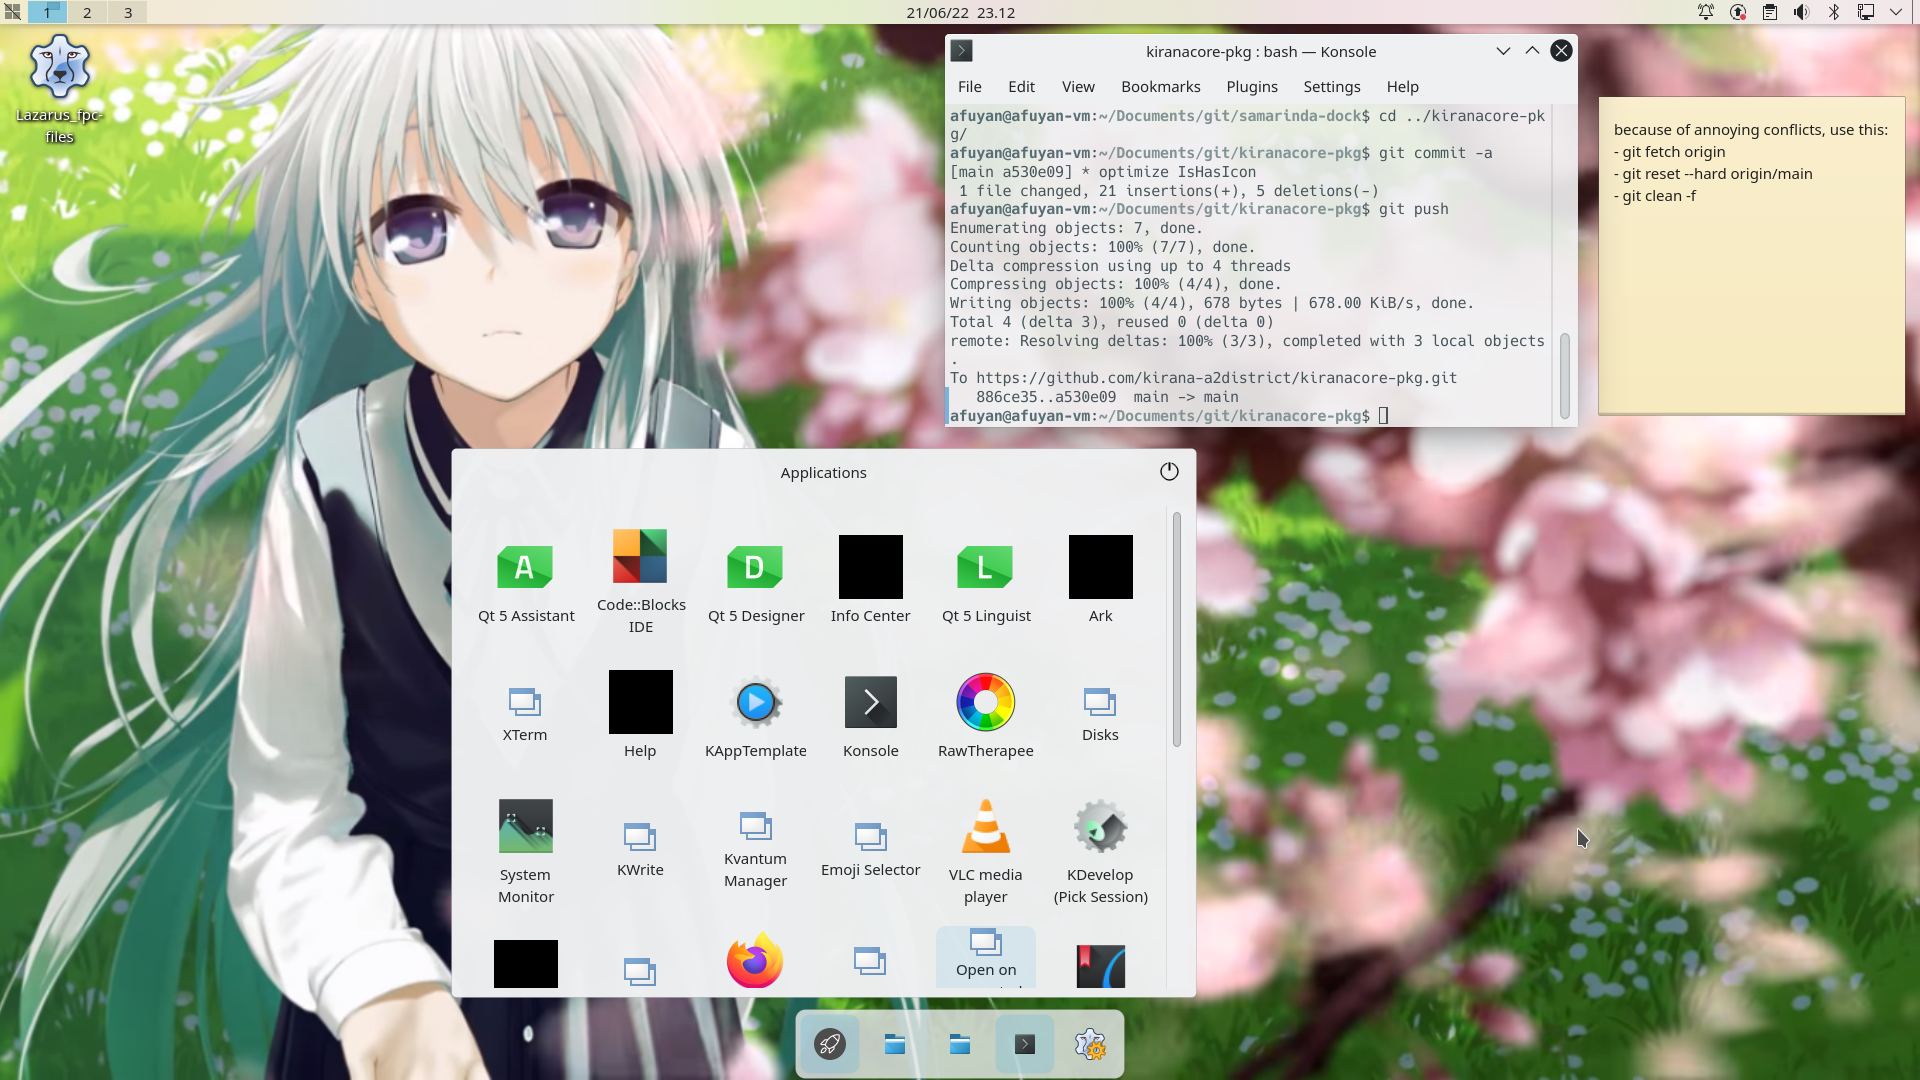 1 2 3
21/06/22 23.12
Lazarus_fpc-
files
kiranacore-pkg : bash — Konsole
File Edit View Bookmarks Plugins Settings Help
afuyan@afuyan-vm:~/Documents/git/samarinda-dock$ cd ../kiranacore-pk
g/
afuyan@afuyan-vm:~/Documents/git/kiranacore-pkg$ git commit -a
[main a530e09] * optimize IsHasIcon
 1 file changed, 21 insertions(+), 5 deletions(-)
afuyan@afuyan-vm:~/Documents/git/kiranacore-pkg$ git push
Enumerating objects: 7, done.
Counting objects: 100% (7/7), done.
Delta compression using up to 4 threads
Compressing objects: 100% (4/4), done.
Writing objects: 100% (4/4), 678 bytes | 678.00 KiB/s, done.
Total 4 (delta 3), reused 0 (delta 0)
remote: Resolving deltas: 100% (3/3), completed with 3 local objects
.
To https://github.com/kirana-a2district/kiranacore-pkg.git
   886ce35..a530e09  main -> main
afuyan@afuyan-vm:~/Documents/git/kiranacore-pkg$
because of annoying conflicts, use this:
- git fetch origin
- git reset --hard origin/main
- git clean -f
Applications
A
D
L
Qt 5 Assistant
Code::Blocks
IDE
Qt 5 Designer
Info Center
Qt 5 Linguist
Ark
XTerm
Help
KAppTemplate
Konsole
RawTherapee
Disks
System
Monitor
KWrite
Kvantum
Manager
Emoji Selector
VLC media
player
KDevelop
(Pick Session)
Open on